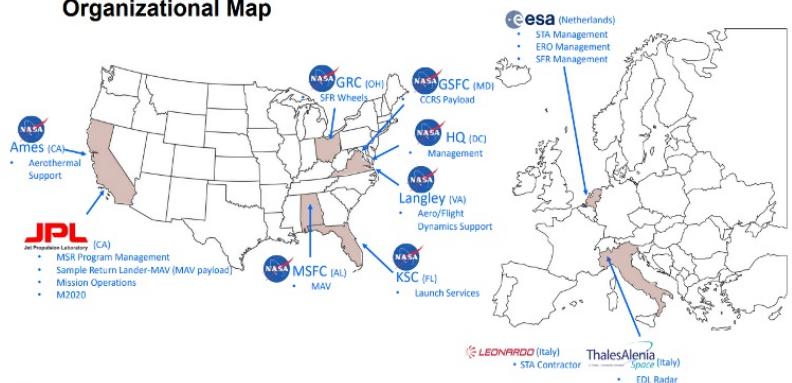 Organizational Map
esa (Netherlands)
• STA Management
• ERO Management
• SFR Management
NASA GRC (OH)
• SFR Wheels
NASA GSFC (MD)
• CCRS Payload
NASA HQ (DC)
• Management
NASA
Langley (VA)
• Aero/Flight
Dynamics Support
NASA
Ames (CA)
• Aerothermal
Support
JPL
Jet Propulsion Laboratory (CA)
• MSR Program Management
• Sample Return Lander-MAV (MAV payload)
• Mission Operations
• M2020
NASA MSFC (AL)
• MAV
NASA
KSC (FL)
• Launch Services
LEONARDO (Italy)
• STA Contractor
ThalesAlenia
Space (Italy)
• EDL Radar